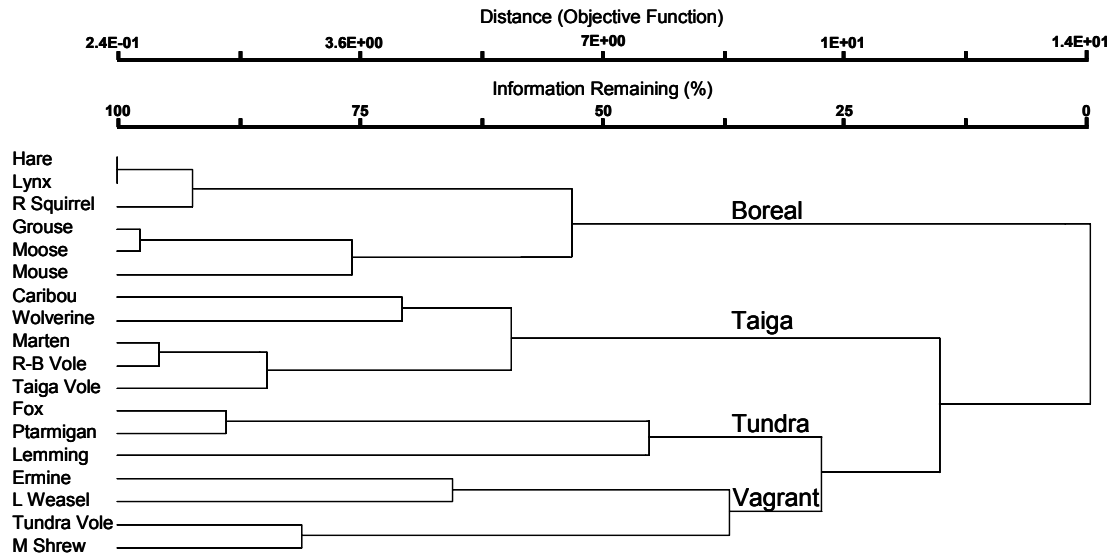 Distance (Objective Function)
2.4E-01 3.6E+00 7E+00 1E+01 1.4E+01
Information Remaining (%)
100 75 50 25 0
Hare
Lynx
R Squirrel
Boreal
Grouse
Moose
Mouse
Caribou
Wolverine
Taiga
Marten
R-B Vole
Taiga Vole
Fox
Tundra
Ptarmigan
Lemming
Ermine
L Weasel
Vagrant
Tundra Vole
M Shrew